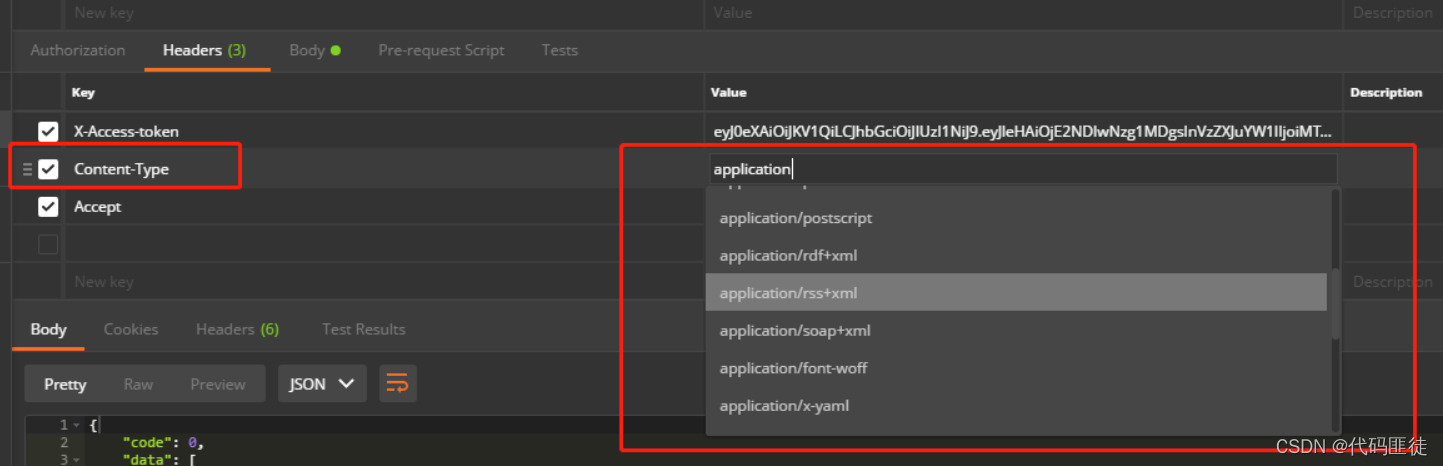 New key Value Description
Authorization Headers (3) Body Pre-request Script Tests
Key Value Description
X-Access-token eyJ0eXAiOiJKV1QiLCJhbGciOiJIUzI1NiJ9.eyJleHAiOjE2NDIwNzg1MDgsInVzZXJuYW1lIjoiMT...
Content-Type application
application/postscript
Accept
application/rdf+xml
New key application/rss+xml Description
Body Cookies Headers (6) Test Results application/soap+xml
application/font-woff
Pretty Raw Preview JSON application/x-yaml
1 {
2 "code": 0,
3 "data": [
CSDN @代码匪徒